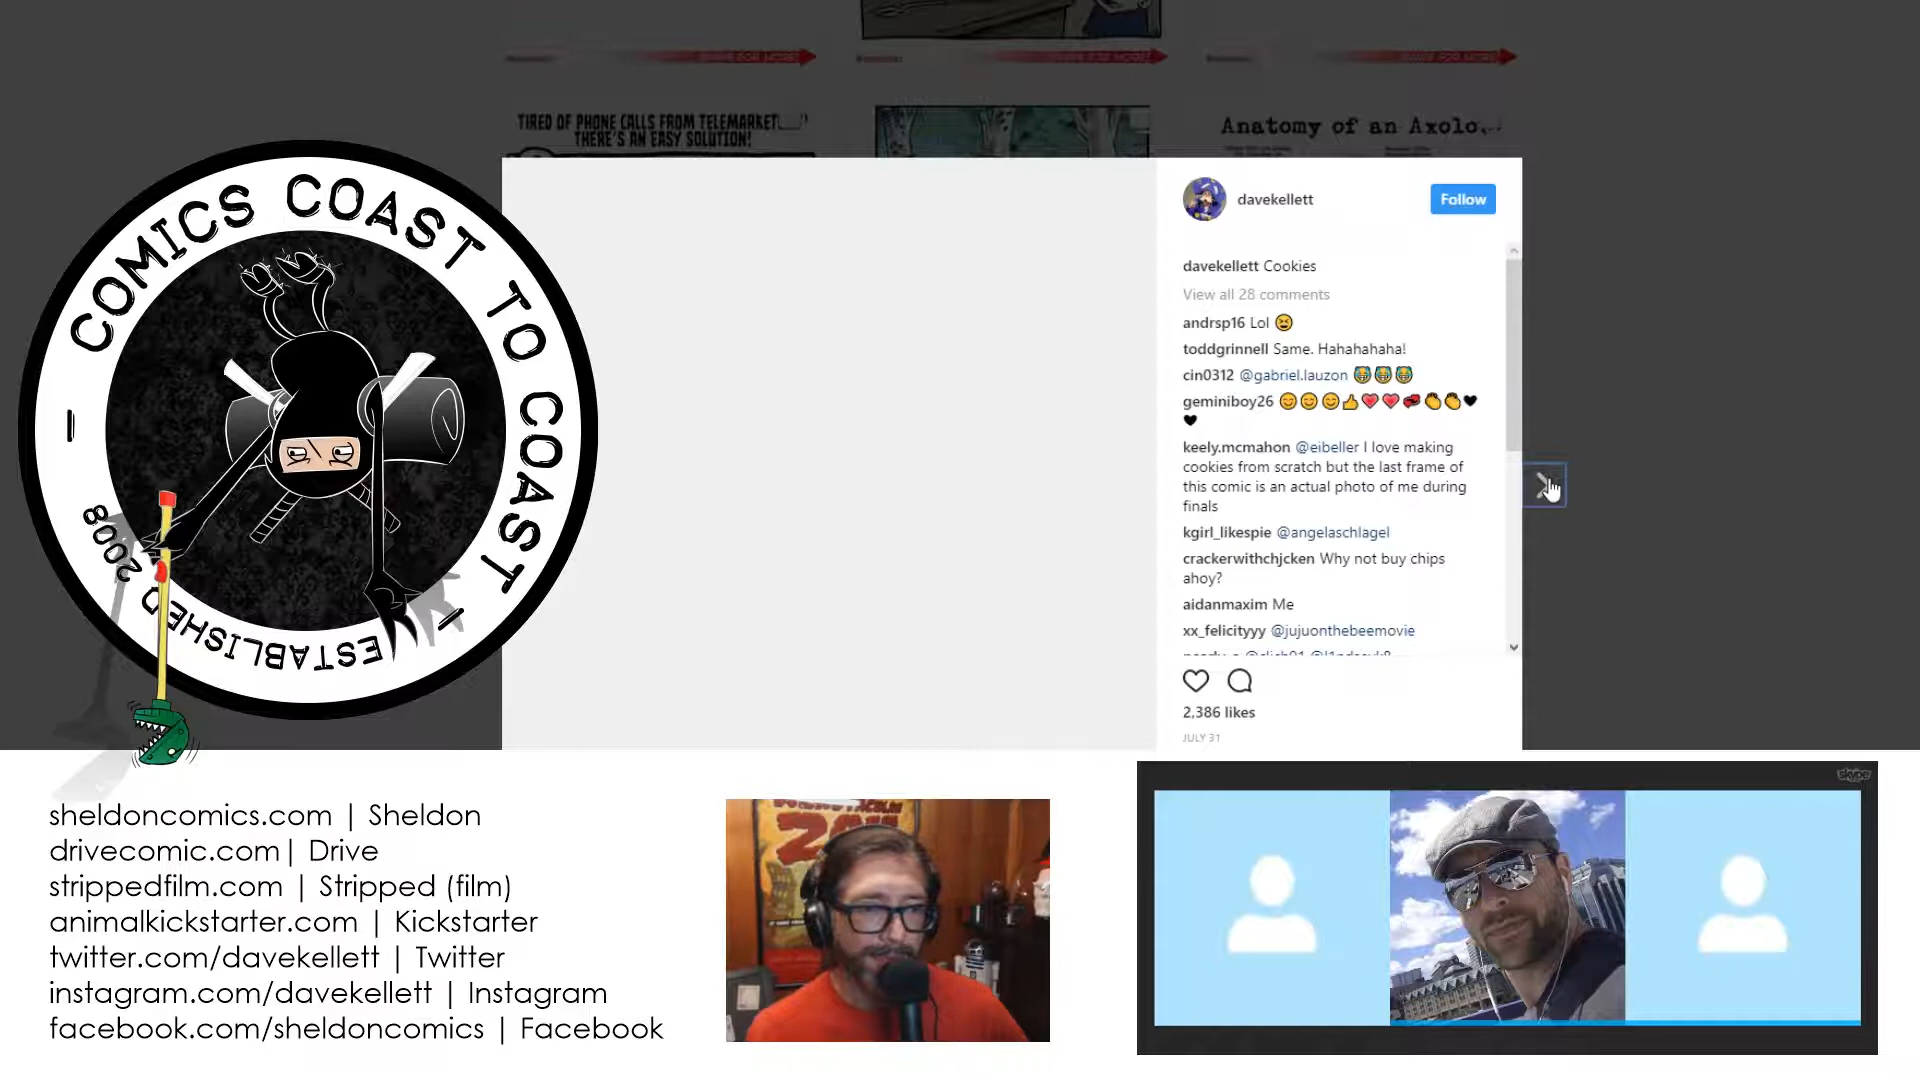 TIRED OF PHONE CALLS FROM
THERE'S AN EASY SOLUTION!
Anatomy of an
COMICS COAST TO COAST
ESTABLISHED 2008
davekellett
Follow
davekellett Cookies
View all 28 comments
andrsp16 Lol
toddgrinnell Same. Hahahahaha!
cin0312 @gabriel.lauzon
geminiboy26
keely.mcmahon @eibeller I love making
cookies from scratch but the last frame of
this comic is an actual photo of me during
finals
kgirl_likespie @angelaschlagel
crackerwithchjcken Why not buy chips
ahoy?
aidanmaxim Me
xx_felicityyy @jujuonthebeemovie
2,386 likes
JULY 31
skype
sheldoncomics.com | Sheldon
drivecomic.com| Drive
strippedfilm.com | Stripped (film)
animalkickstarter.com | Kickstarter
twitter.com/davekellett | Twitter
instagram.com/davekellett | Instagram
facebook.com/sheldoncomics | Facebook